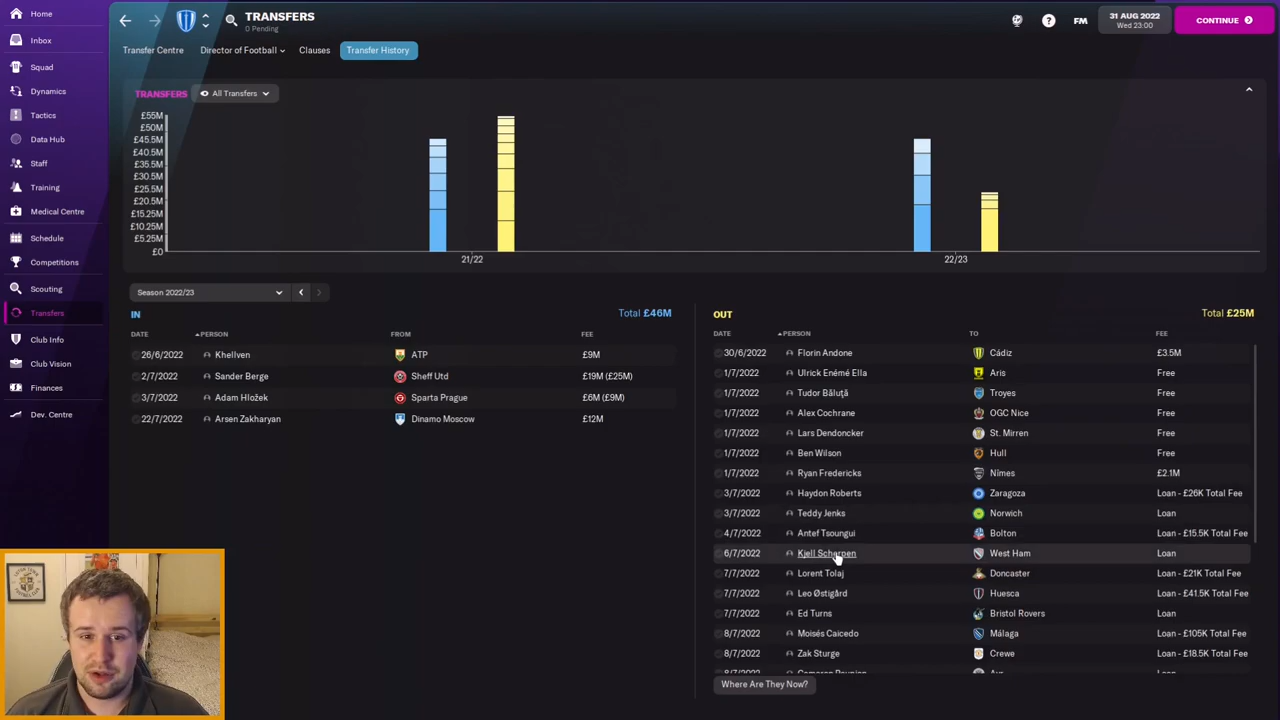 Home
Inbox
Squad
Dynamics
Tactics
Data Hub
Staff
Training
Medical Centre
Schedule
Competitions
Scouting
Transfers
Club Info
Club Vision
Finances
Dev. Centre
TRANSFERS
0 Pending
FM
31 AUG 2022
Wed 23:00
CONTINUE
Transfer Centre
Director of Football
Clauses
Transfer History
TRANSFERS
All Transfers
£55M
£50M
£45.5M
£40.5M
£35.5M
£30.5M
£25.5M
£20.5M
£15.25M
£10.25M
£5.25M
£0
21/22
22/23
Season 2022/23
IN
Total £46M
DATE PERSON FROM FEE
26/6/2022 Khellven ATP £9M
2/7/2022 Sander Berge Sheff Utd £19M (£25M)
3/7/2022 Adam Hložek Sparta Prague £6M (£9M)
22/7/2022 Arsen Zakharyan Dinamo Moscow £12M
OUT
Total £25M
DATE PERSON TO FEE
30/6/2022 Florin Andone Cádiz £3.5M
1/7/2022 Ulrick Enémé Ella Aris Free
1/7/2022 Tudor Băluţă Troyes Free
1/7/2022 Alex Cochrane OGC Nice Free
1/7/2022 Lars Dendoncker St. Mirren Free
1/7/2022 Ben Wilson Hull Free
1/7/2022 Ryan Fredericks Nîmes £2.1M
3/7/2022 Haydon Roberts Zaragoza Loan - £26K Total Fee
3/7/2022 Teddy Jenks Norwich Loan
4/7/2022 Antef Tsoungui Bolton Loan - £15.5K Total Fee
6/7/2022 Kjell Scherpen West Ham Loan
7/7/2022 Lorent Tolaj Doncaster Loan - £21K Total Fee
7/7/2022 Leo Østigård Huesca Loan - £41.5K Total Fee
7/7/2022 Ed Turns Bristol Rovers Loan
8/7/2022 Moisés Caicedo Málaga Loan - £105K Total Fee
8/7/2022 Zak Sturge Crewe Loan - £18.5K Total Fee
Where Are They Now?